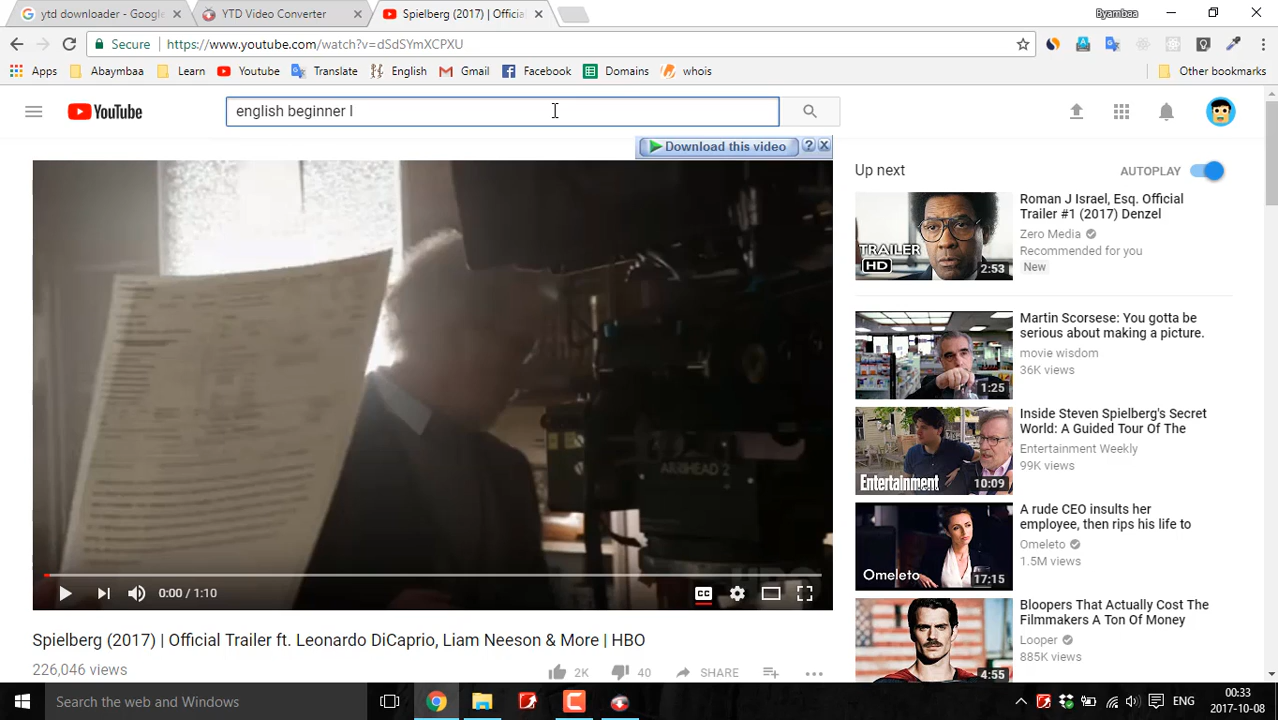 ytd downloader - Google
YTD Video Converter
Spielberg (2017) | Official
Byambaa
Secure
https://www.youtube.com/watch?v=dSdSYmXCPXU
Apps
Abaymbaa
Learn
Youtube
Translate
English
Gmail
Facebook
Domains
whois
Other bookmarks
YouTube
english beginner l
Download this video
?
Up next
AUTOPLAY
TRAILER
HD
2:53
Roman J Israel, Esq. Official
Trailer #1 (2017) Denzel
Zero Media
Recommended for you
New
1:25
Martin Scorsese: You gotta be
serious about making a picture.
movie wisdom
36K views
Entertainment
10:09
Inside Steven Spielberg's Secret
World: A Guided Tour Of The
Entertainment Weekly
99K views
Omeleto
17:15
A rude CEO insults her
employee, then rips his life to
Omeleto
1.5M views
4:55
Bloopers That Actually Cost The
Filmmakers A Ton Of Money
Looper
885K views
HBO
0:00 / 1:10
CC
Spielberg (2017) | Official Trailer ft. Leonardo DiCaprio, Liam Neeson & More | HBO
226,046 views
2K
40
SHARE
Search the web and Windows
ENG
00:33
2017-10-08